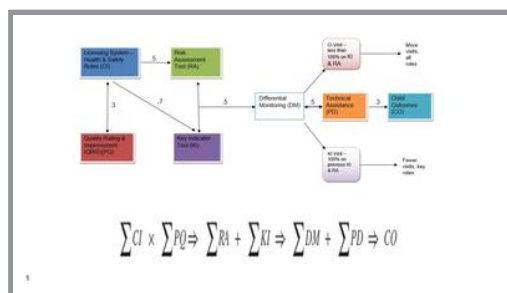 Licensing System –
Health & Safety
Rules (CI)
.5
Risk
Assessment
Tool (RA)
CI Visit –
less than
100% on KI
& RA
More
visits,
all
rules
.3
.7
.5
Differential
Monitoring (DM)
.5
Technical
Assistance
(PD)
.3
Child
Outcomes
(CO)
Quality Rating &
Improvement
(QRIS)(PQ)
Key Indicator
Tool (KI)
KI Visit –
100% on
previous KI
& RA
Fewer
visits, key
rules
∑CI × ∑PQ ⇒ ∑RA + ∑KI ⇒ ∑DM + ∑PD ⇒ CO
1